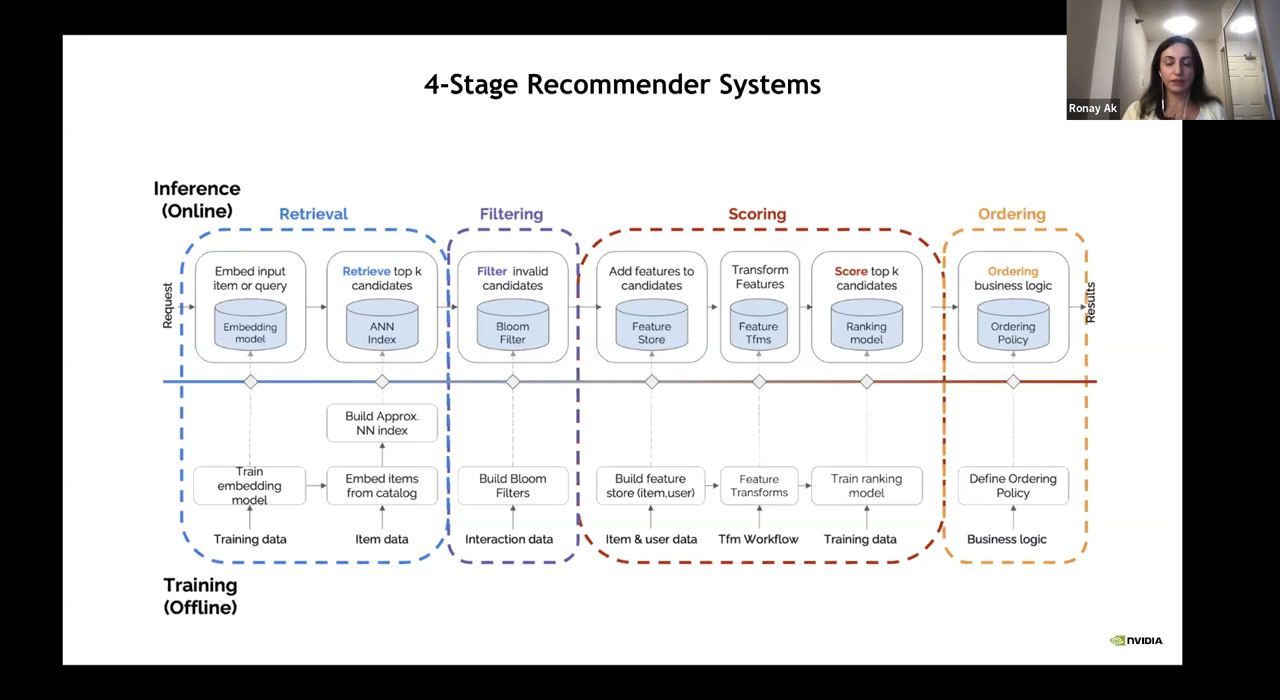 4-Stage Recommender Systems
Ronay Ak
Inference
(Online)
Retrieval
Filtering
Scoring
Ordering
Request
Embed input
item or query
Embedding
model
Retrieve top k
candidates
ANN
Index
Filter invalid
candidates
Bloom
Filter
Add features to
candidates
Feature
Store
Transform
Features
Feature
Tfms
Score top k
candidates
Ranking
model
Ordering
business logic
Ordering
Policy
Results
Build Approx.
NN index
Train
embedding
model
Embed items
from catalog
Build Bloom
Filters
Build feature
store (item,user)
Feature
Transforms
Train ranking
model
Define Ordering
Policy
Training data
Item data
Interaction data
Item & user data
Tfm Workflow
Training data
Business logic
Training
(Offline)
NVIDIA